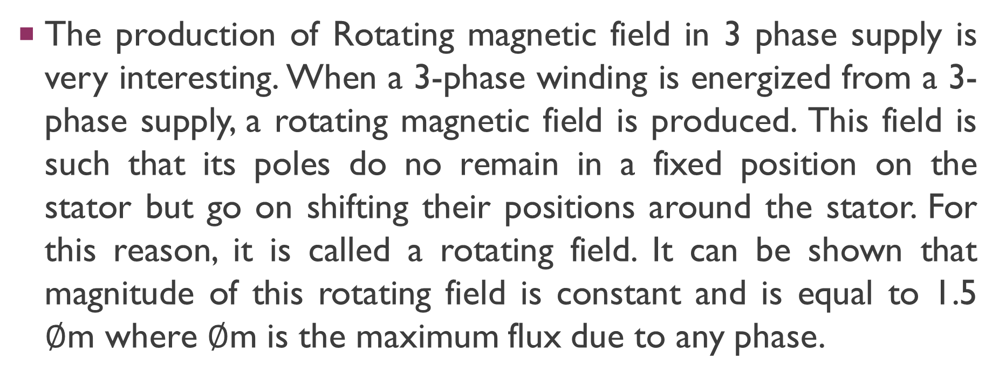 ▪ The production of Rotating magnetic field in 3 phase supply is
very interesting. When a 3-phase winding is energized from a 3-
phase supply, a rotating magnetic field is produced. This field is
such that its poles do no remain in a fixed position on the
stator but go on shifting their positions around the stator. For
this reason, it is called a rotating field. It can be shown that
magnitude of this rotating field is constant and is equal to 1.5
Øm where Øm is the maximum flux due to any phase.